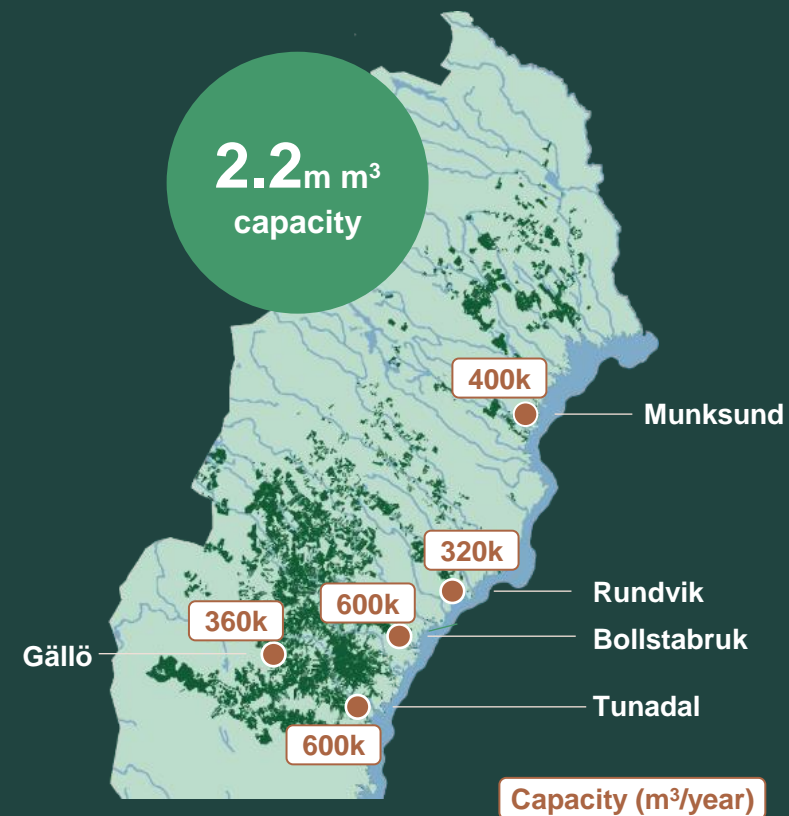 2.2m m³
capacity
400k
Munksund
320k
Rundvik
600k
Bollstabruk
360k
Gällö
Tunadal
600k
Capacity (m³/year)